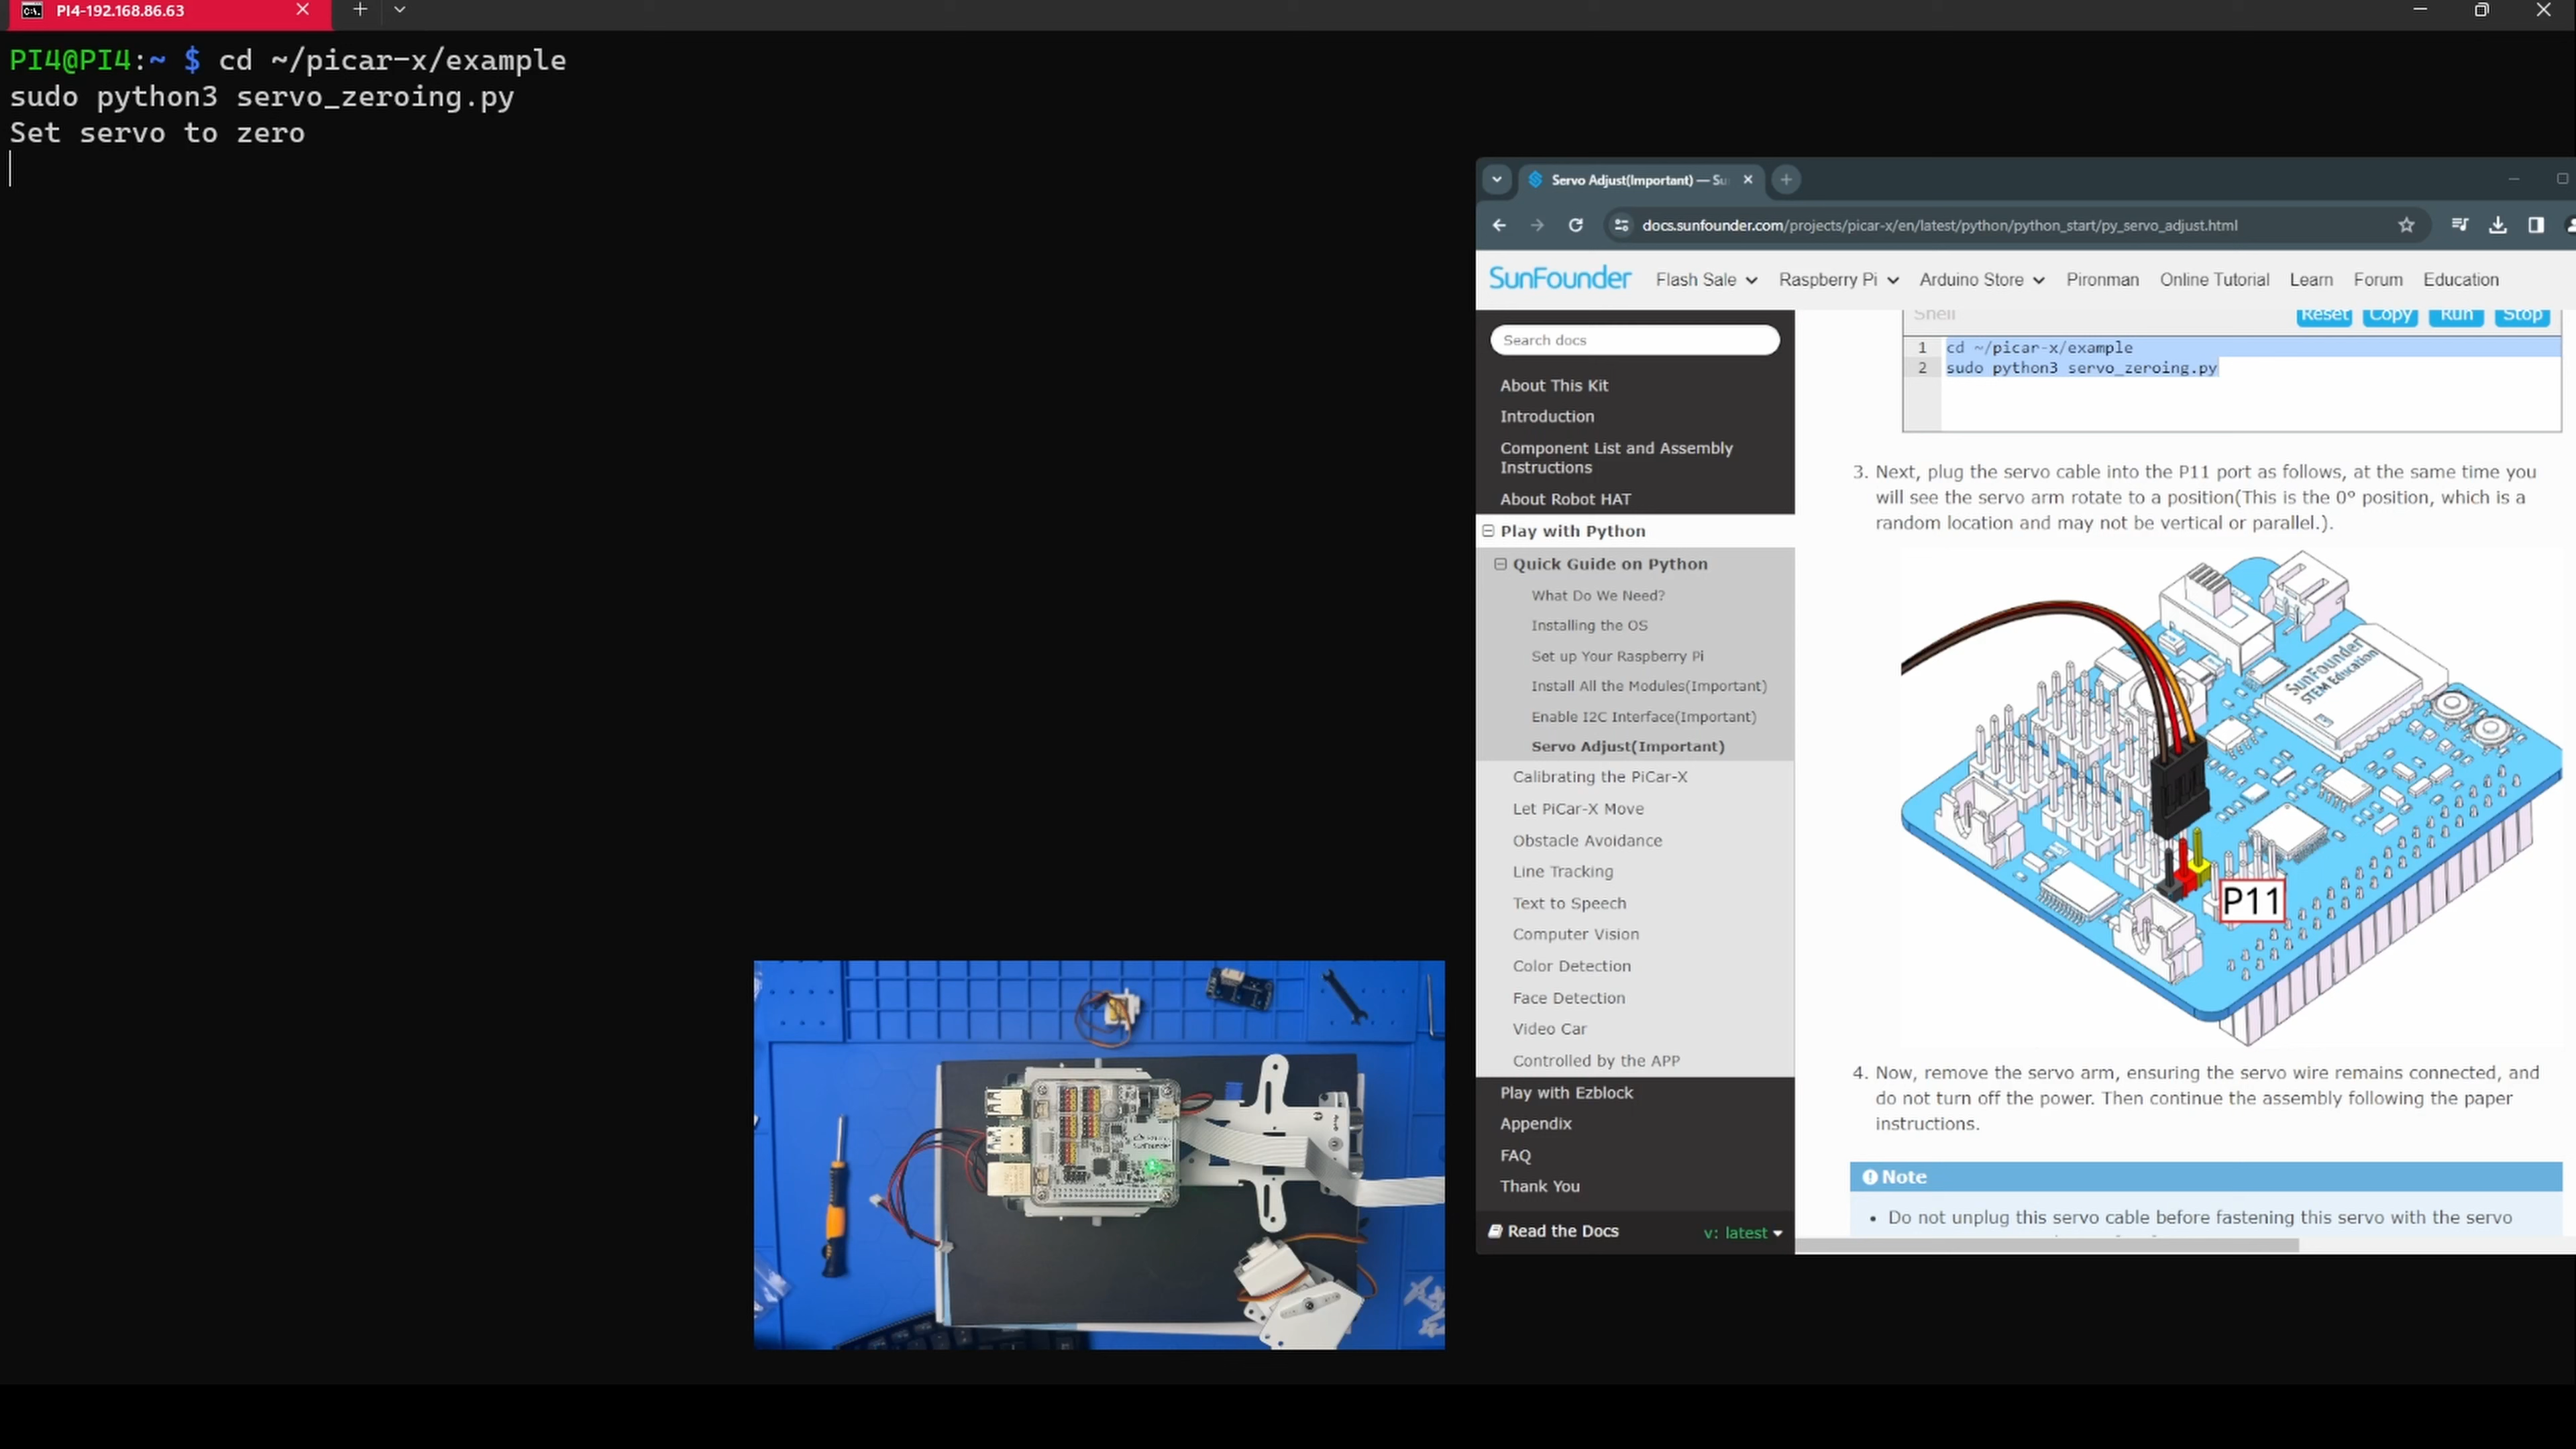 PI4-192.168.86.63
PI4@PI4:~ $ cd ~/picar-x/example
sudo python3 servo_zeroing.py
Set servo to zero
Servo Adjust(Important) — Su
docs.sunfounder.com/projects/picar-x/en/latest/python/python_start/py_servo_adjust.html
SunFounder Flash Sale Raspberry Pi Arduino Store Pironman Online Tutorial Learn Forum Education
Search docs
About This Kit
Introduction
Component List and Assembly
Instructions
About Robot HAT
Play with Python
Quick Guide on Python
What Do We Need?
Installing the OS
Set up Your Raspberry Pi
Install All the Modules(Important)
Enable I2C Interface(Important)
Servo Adjust(Important)
Calibrating the PiCar-X
Let PiCar-X Move
Obstacle Avoidance
Line Tracking
Text to Speech
Computer Vision
Color Detection
Face Detection
Video Car
Controlled by the APP
Play with Ezblock
Appendix
FAQ
Thank You
Read the Docs v: latest
Shell Reset Copy Run Stop
1 cd ~/picar-x/example
2 sudo python3 servo_zeroing.py
3. Next, plug the servo cable into the P11 port as follows, at the same time you
will see the servo arm rotate to a position(This is the 0° position, which is a
random location and may not be vertical or parallel.).
SunFounder
STEM Education
P11
4. Now, remove the servo arm, ensuring the servo wire remains connected, and
do not turn off the power. Then continue the assembly following the paper
instructions.
Note
• Do not unplug this servo cable before fastening this servo with the servo
SunFounder